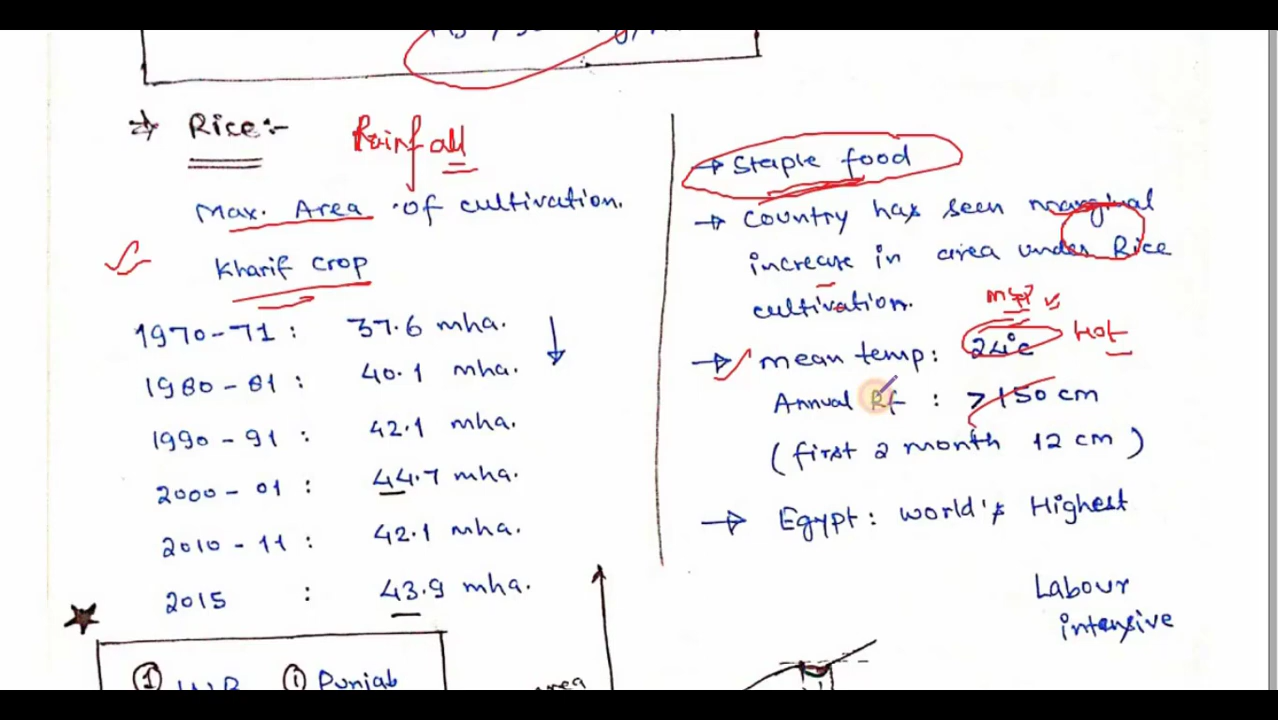 ⇒ Rice:-
Rainfall
Max. Area of cultivation.
Kharif crop
1970-71 : 37.6 mha.
1980-81 : 40.1 mha.
1990-91 : 42.1 mha.
2000-01 : 44.7 mha.
2010-11 : 42.1 mha.
2015 : 43.9 mha.
① W.B ① Punjab
→ Staple food
→ Country has seen marginal
increase in area under Rice
cultivation.
→ mean temp: 24°c Hot
Annual Rf : >150 cm
(first 2 month 12 cm)
→ Egypt: world's Highest
Labour
intensive